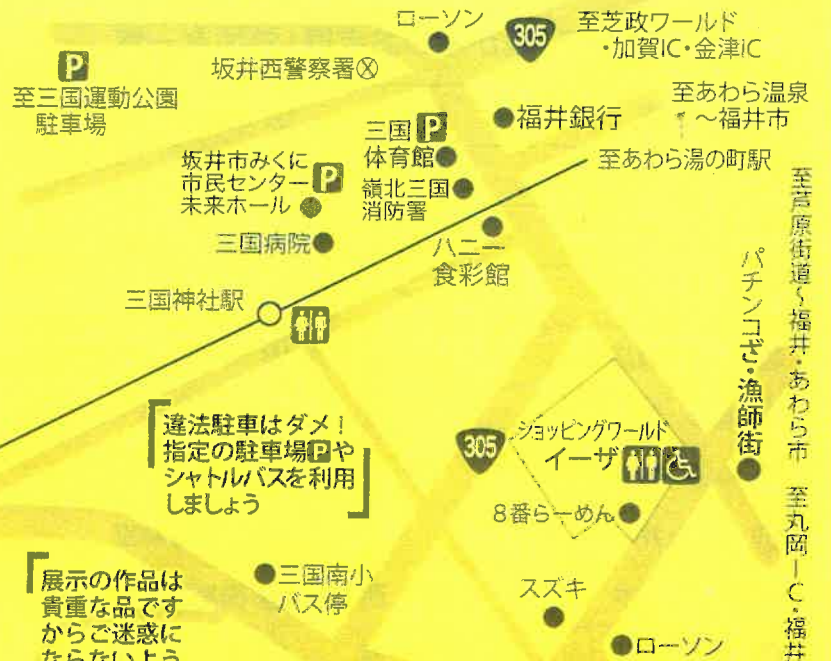 ローソン
305
至芝政ワールド
・加賀IC・金津IC
P
至三国運動公園
駐車場
坂井西警察署
至あわら温泉
～福井市
三国P
体育館
福井銀行
至あわら湯の町駅
坂井市みくに
市民センターP
未来ホール
嶺北三国
消防署
三国病院
ハニー
食彩館
三国神社駅
至芦原街道～福井・あわら市 至丸岡IC・福井
パチンコござ・漁師街
「違法駐車はダメ！
指定の駐車場Pや
シャトルバスを利用
しましょう」
305
ショッピングワールド
イーザ
8番らーめん
三国南小
バス停
スズキ
ローソン
「展示の作品は
貴重な品です
からご迷惑に
ならないよう